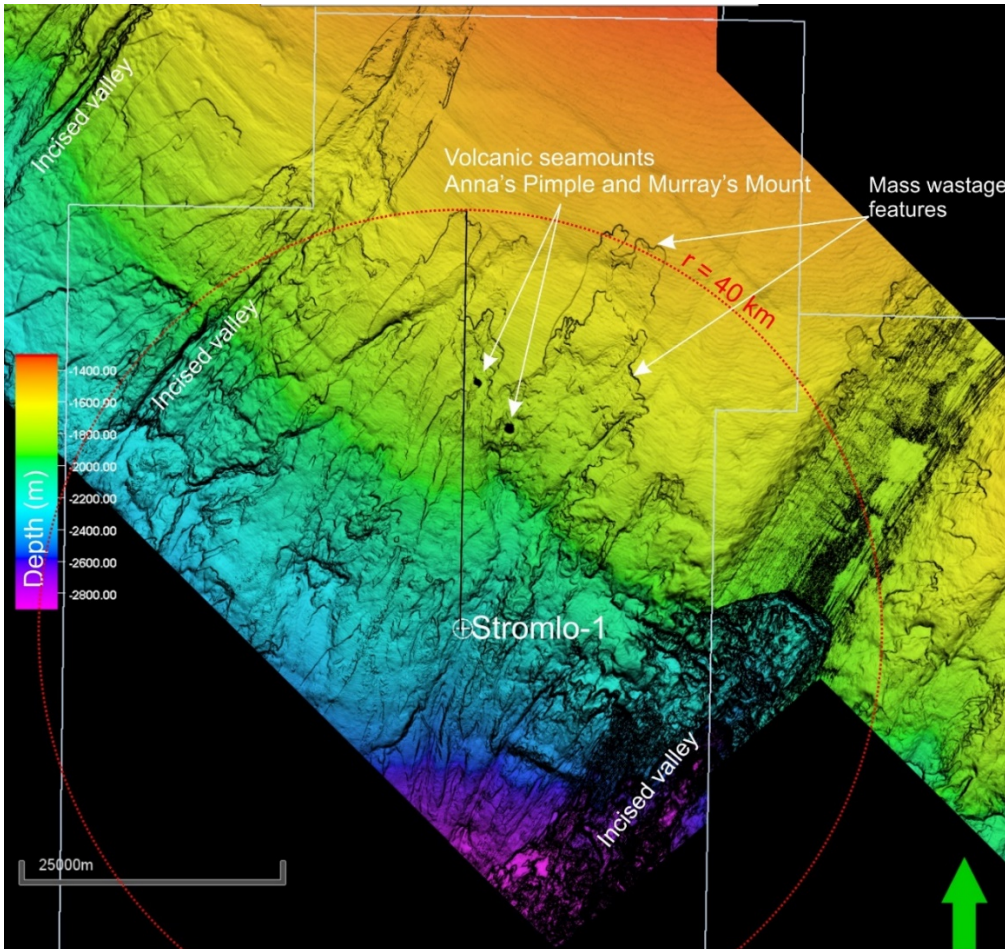 Incised valley
Volcanic seamounts
Anna's Pimple and Murray's Mount
Mass wastage
features
r = 40 km
Incised valley
Depth (m)
-1400.00
-1600.00
-1800.00
-2000.00
-2200.00
-2400.00
-2600.00
-2800.00
Stromlo-1
Incised valley
25000m